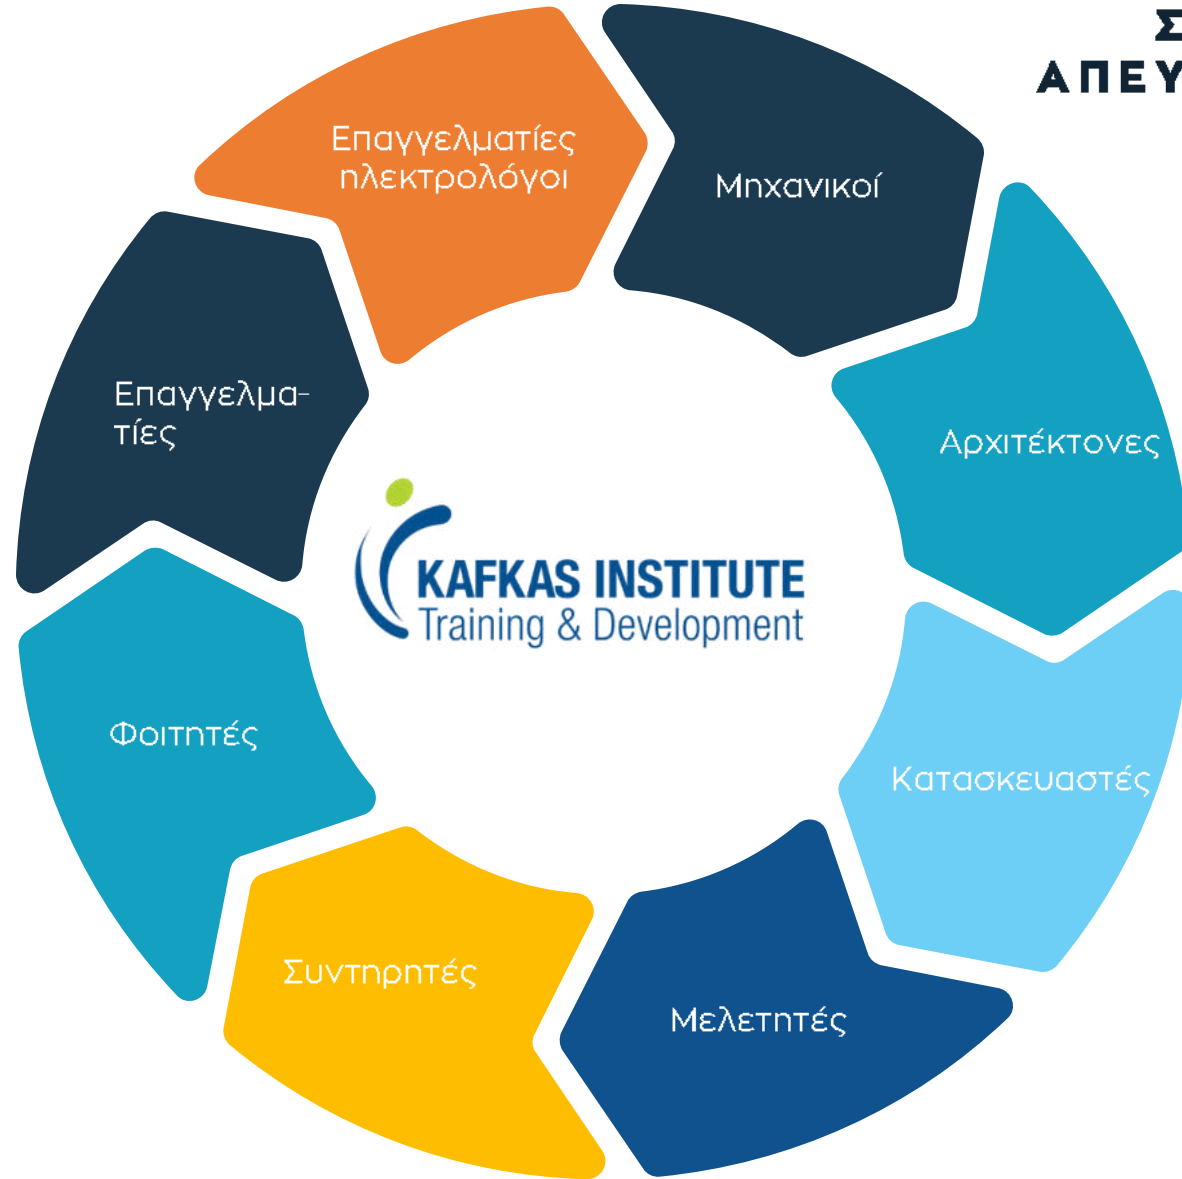 Επαγγελματίες
ηλεκτρολόγοι
Μηχανικοί
Αρχιτέκτονες
Κατασκευαστές
Μελετητές
Συντηρητές
Φοιτητές
Επαγγελμα-
τίες
KAFKAS INSTITUTE
Training & Development